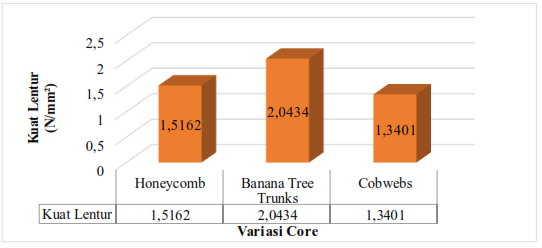 Kuat Lentur
(N/mm²)
2,5
2
1,5
1
0,5
0
1,5162
2,0434
1,3401
Honeycomb
Banana Tree
Trunks
Cobwebs
Kuat Lentur 1,5162 2,0434 1,3401
Variasi Core